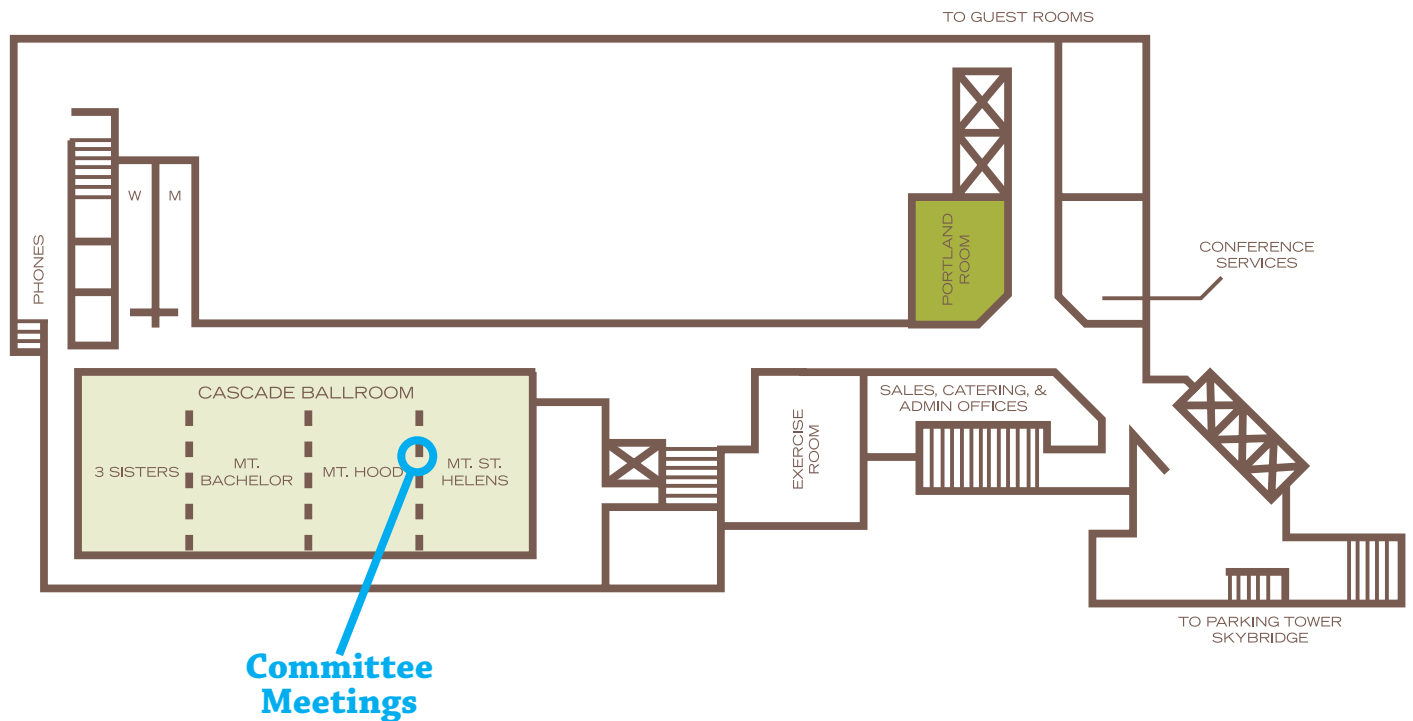 TO GUEST ROOMS
W
M
PHONES
PORTLAND
ROOM
CONFERENCE
SERVICES
CASCADE BALLROOM
SALES, CATERING, &
ADMIN OFFICES
EXERCISE
ROOM
3 SISTERS
MT.
BACHELOR
MT. HOOD
MT. ST.
HELENS
TO PARKING TOWER
SKYBRIDGE
Committee
Meetings